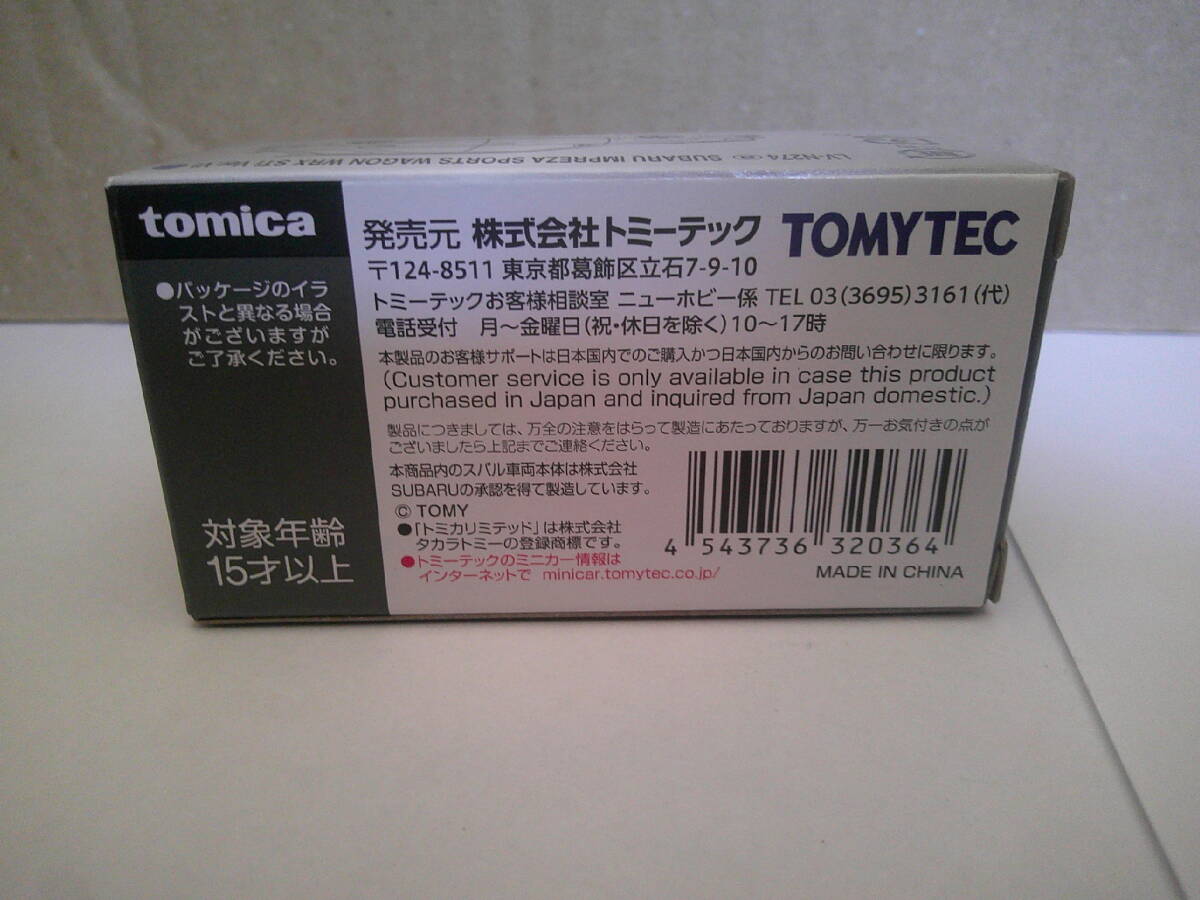 LV-N274 ⓐ SUBARU IMPREZA SPORTS WAGON WRX STi Ver. VI
tomica
●パッケージのイラ
ストと異なる場合
がございますが
ご了承ください。
対象年齢
15才以上
発売元 株式会社トミーテック TOMYTEC
〒124-8511 東京都葛飾区立石7-9-10
トミーテックお客様相談室 ニューホビー係 TEL 03(3695)3161(代)
電話受付 月〜金曜日(祝・休日を除く)10〜17時
本製品のお客様サポートは日本国内でのご購入かつ日本国内からのお問い合わせに限ります。
(Customer service is only available in case this product
purchased in Japan and inquired from Japan domestic.)
製品につきましては、万全の注意をはらって製造にあたっておりますが、万一お気付きの点が
ございましたら上記までご連絡ください。
本商品内のスバル車両本体は株式会社
SUBARUの承認を得て製造しています。
© TOMY
●「トミカリミテッド」は株式会社
タカラトミーの登録商標です。
●トミーテックのミニカー情報は
インターネットで minicar.tomytec.co.jp/
4 543736 320364
MADE IN CHINA